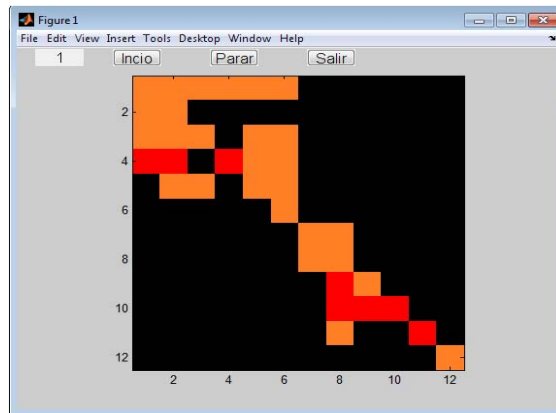 Figure 1
File Edit View Insert Tools Desktop Window Help
1 Incio Parar Salir
2
4
6
8
10
12
2 4 6 8 10 12